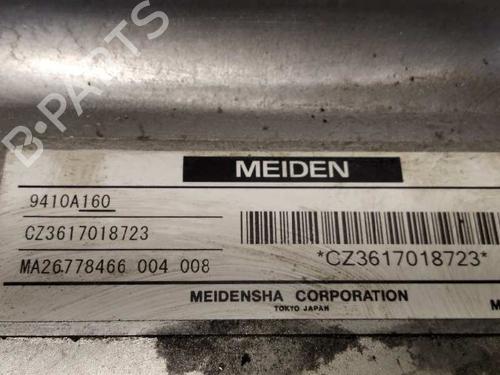 B-PARTS
MEIDEN
9410A160
CZ3617018723
MA26778466 004 008
*CZ3617018723*
MEIDENSHA CORPORATION
TOKYO JAPAN
M